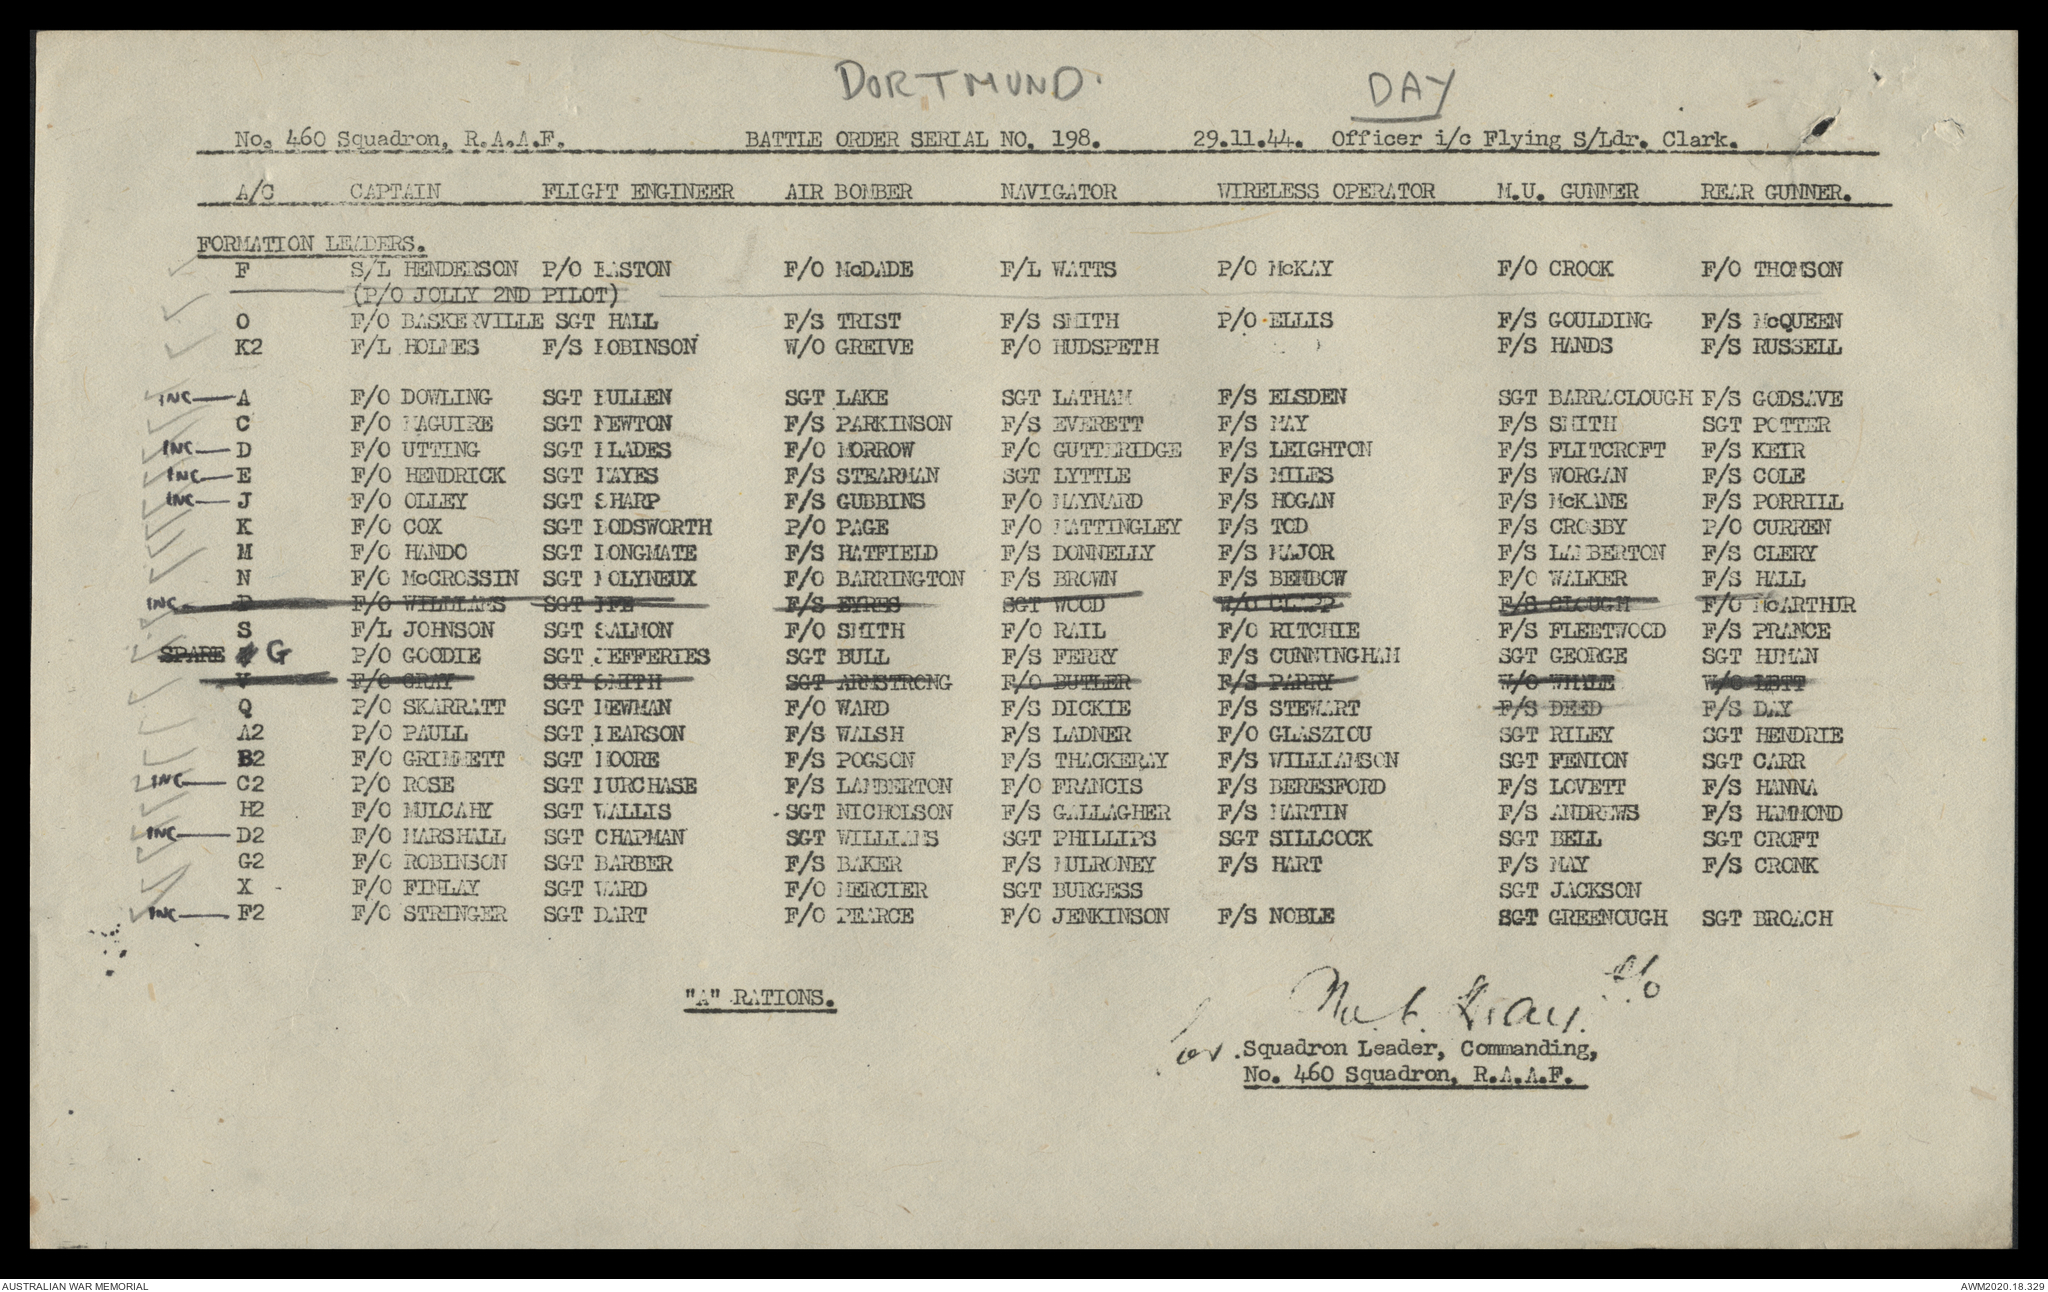 DORTMUND. DAY
No. 460 Squadron, R.A.A.F. BATTLE ORDER SERIAL NO. 198. 29.11.44. Officer i/c Flying S/Ldr. Clark.
A/C CAPTAIN FLIGHT ENGINEER AIR BOMBER NAVIGATOR WIRELESS OPERATOR M.U. GUNNER REAR GUNNER.
FORMATION LEADERS.
F S/L HENDERSON P/O EASTON F/O McDADE F/L WATTS P/O McKAY F/O CROOK F/O THOMSON
(P/O JOLLY 2ND PILOT)
O F/O BASKERVILLE SGT HALL F/S TRIST F/S SMITH P/O ELLIS F/S GOULDING F/S McQUEEN
K2 F/L HOLMES F/S ROBINSON W/O GREIVE F/O HUDSPETH F/S HANDS F/S RUSSELL
INC A F/O DOWLING SGT BULLEN SGT LAKE SGT LATHAM F/S ELSDEN SGT BARRACLOUGH F/S GODSAVE
C F/O MAGUIRE SGT NEWTON F/S PARKINSON F/S EVERETT F/S MAY F/S SMITH SGT POTTER
INC D F/O UTTING SGT BLADES F/O MORROW F/O GUTTERIDGE F/S LEIGHTON F/S FLITCROFT F/S KEIR
INC E F/O HENDRICK SGT HAYES F/S STEARMAN SGT LYTTLE F/S MILES F/S WORGAN F/S COLE
INC J F/O OLLEY SGT SHARP F/S GUBBINS F/O MAYNARD F/S HOGAN F/S McKANE F/S PORRILL
K F/O COX SGT DODSWORTH P/O PAGE F/O MATTINGLEY F/S TOD F/S CROSBY P/O CURREN
M F/O HANDO SGT LONGMATE F/S HATFIELD F/S DONNELLY F/S MAJOR F/S LAMBERTON F/S CLERY
N F/O McCROSSIN SGT MOLYNEUX F/O BARRINGTON F/S BROWN F/S BENBOW F/O WALKER F/S HALL
INC P F/O WILLIAMS SGT F/S EYRES SGT WOOD W/O CLAPP F/S CLOUGH F/O McARTHUR
S F/L JOHNSON SGT SALMON F/O SMITH F/O RAIL F/O RITCHIE F/S FLEETWOOD F/S PRANCE
SPARE G P/O GOODIE SGT JEFFERIES SGT BULL F/S FERRY F/S CUNNINGHAM SGT GEORGE SGT HUMAN
V F/O GRAY SGT SMITH SGT ARMSTRONG F/O BUTLER F/S PARRY W/O WHALE W/O LETT
Q P/O SKARRATT SGT NEWMAN F/O WARD F/S DICKIE F/S STEWART F/S DEED F/S DAY
A2 P/O PAULL SGT PEARSON F/S WALSH F/S LADNER F/O GLASZIOU SGT RILEY SGT HENDRIE
B2 F/O GRIMMETT SGT MOORE F/S POGSON F/S THACKERAY F/S WILLIAMSON SGT FENION SGT CARR
INC C2 P/O ROSE SGT PURCHASE F/S LAMBERTON F/O FRANCIS F/S BERESFORD F/S LOVETT F/S HANNA
H2 F/O MULCAHY SGT WALLIS SGT NICHOLSON F/S GALLAGHER F/S MARTIN F/S ANDREWS F/S HAMMOND
INC D2 F/O MARSHALL SGT CHAPMAN SGT WILLIAMS SGT PHILLIPS SGT SILLCOCK SGT BELL SGT CROFT
G2 F/O ROBINSON SGT BARBER F/S BAKER F/S MULRONEY F/S HART F/S MAY F/S CRONK
X F/O FINLAY SGT WARD F/O MERCIER SGT BURGESS SGT JACKSON
INC F2 F/O STRINGER SGT DART F/O PEARCE F/O JENKINSON F/S NOBLE SGT GREENOUGH SGT BROACH
"A" RATIONS.
for Squadron Leader, Commanding,
No. 460 Squadron, R.A.A.F.
AUSTRALIAN WAR MEMORIAL AWM2020.18.329